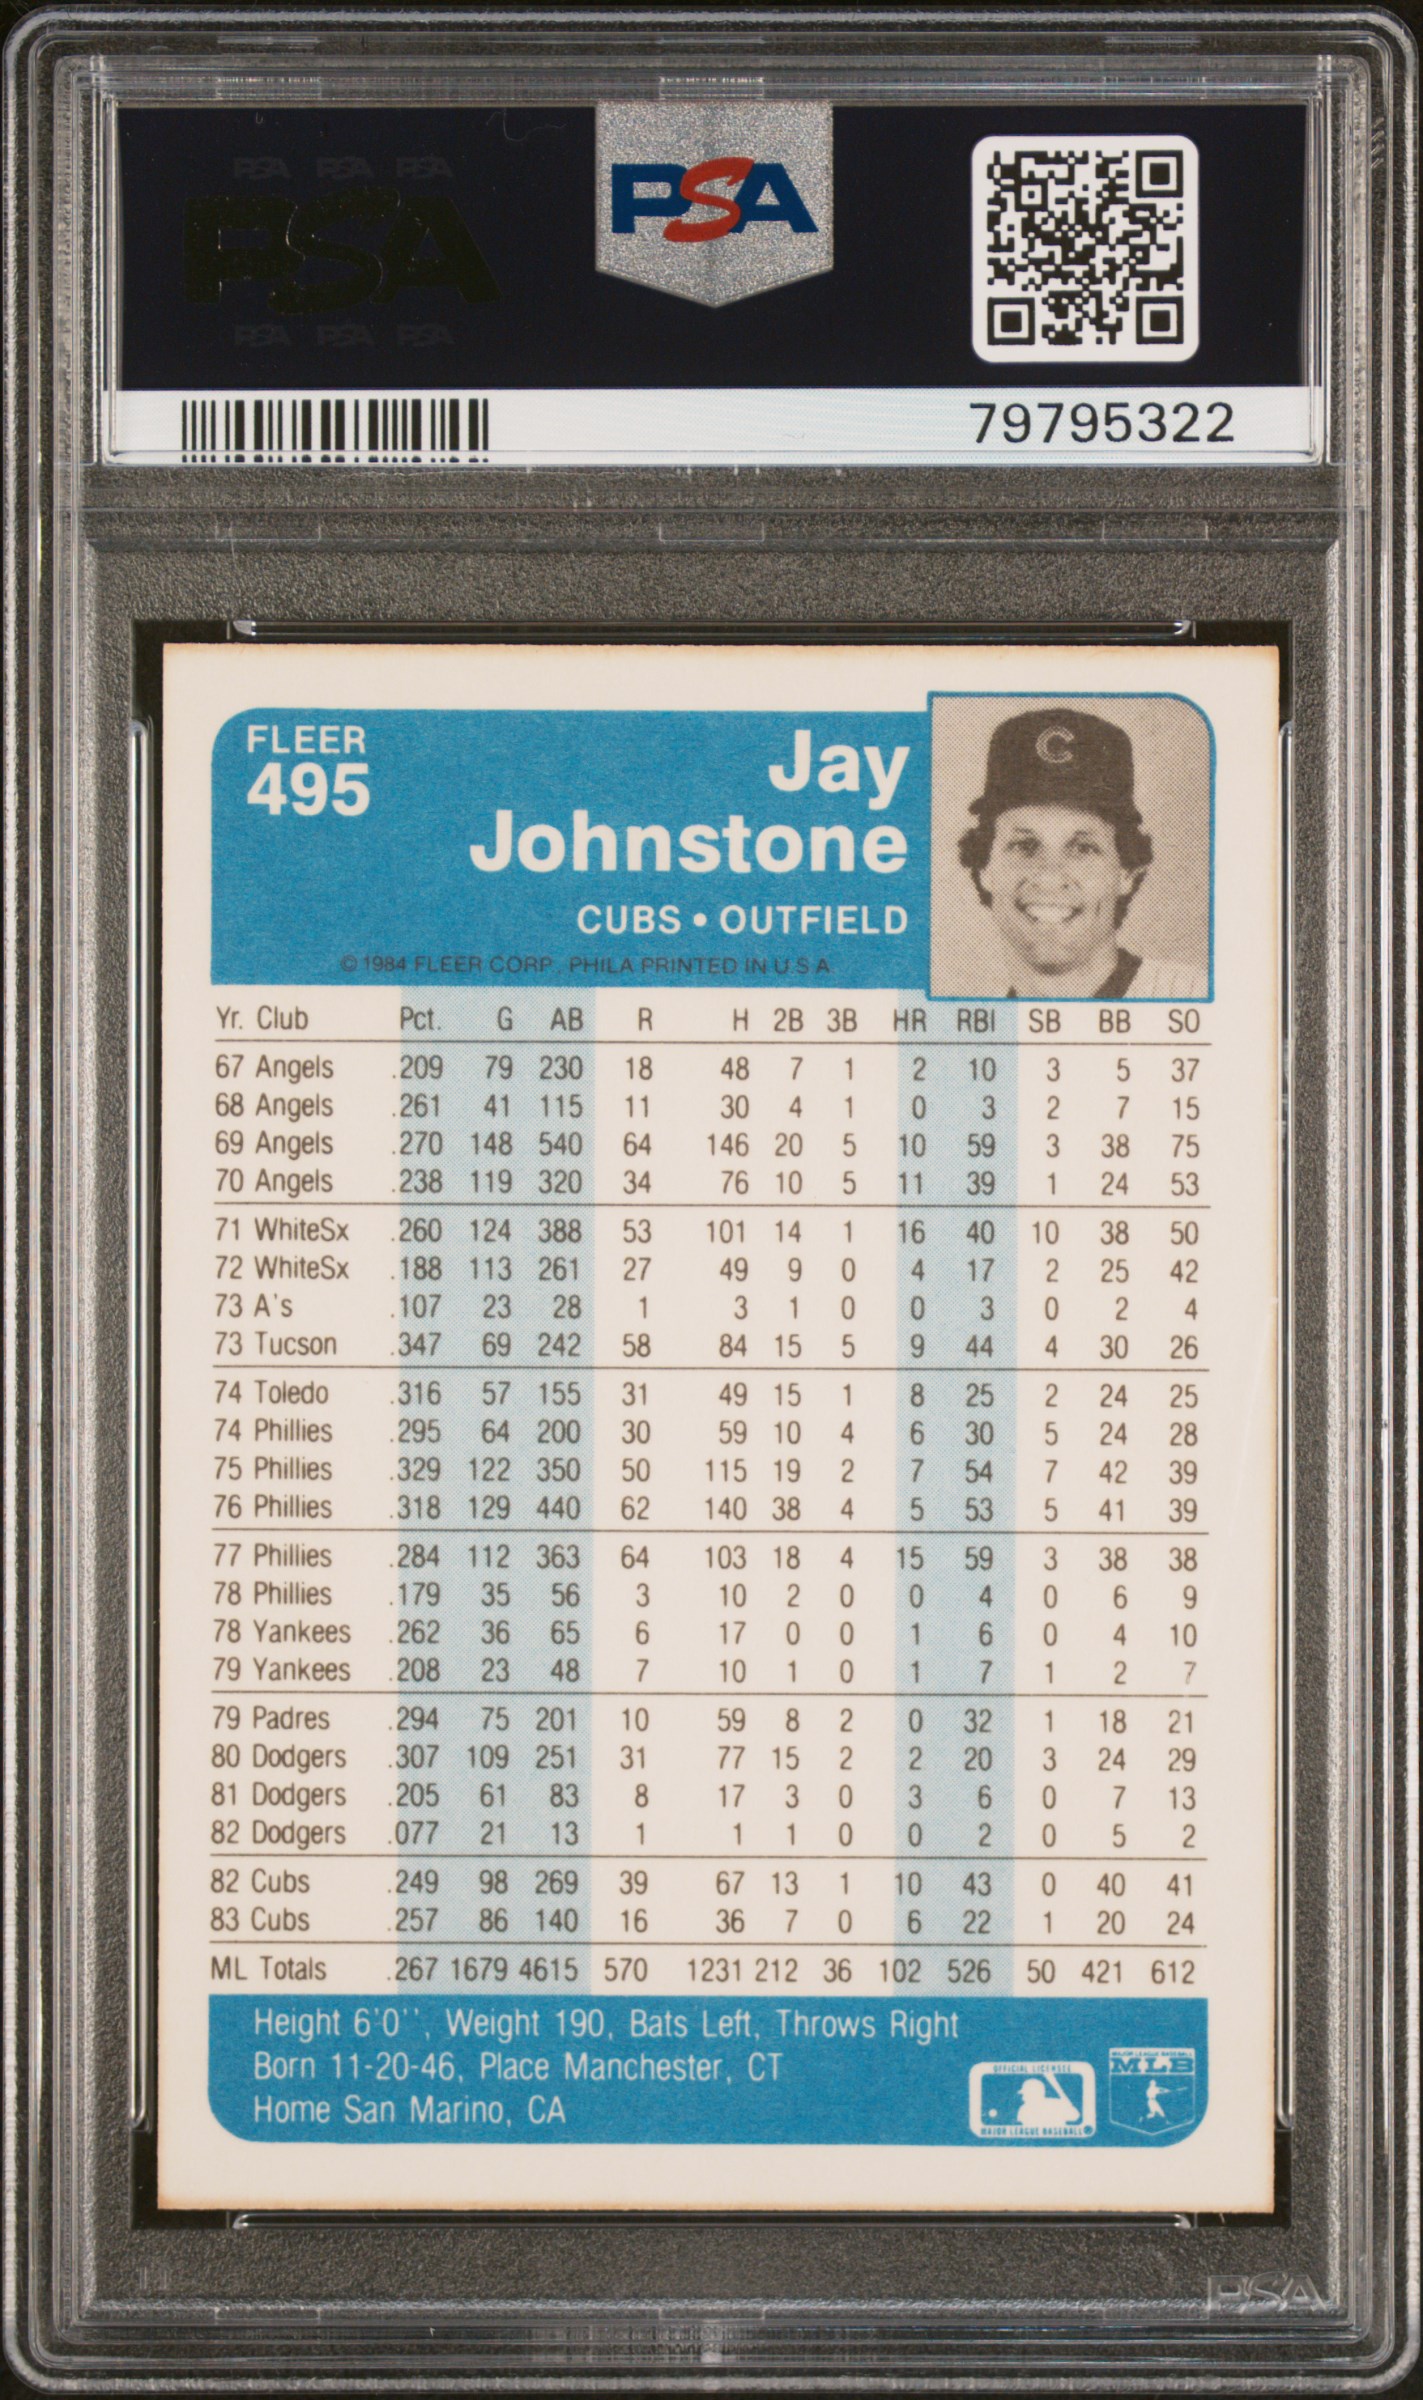 PSA PSA PSA
PSA
PSA PSA PSA
PSA
79795322
FLEER
495
Jay
Johnstone
CUBS • OUTFIELD
© 1984 FLEER CORP. PHILA PRINTED IN U.S.A.
Yr. Club Pct. G AB R H 2B 3B HR RBI SB BB SO
67 Angels .209 79 230 18 48 7 1 2 10 3 5 37
68 Angels .261 41 115 11 30 4 1 0 3 2 7 15
69 Angels .270 148 540 64 146 20 5 10 59 3 38 75
70 Angels .238 119 320 34 76 10 5 11 39 1 24 53
71 WhiteSx .260 124 388 53 101 14 1 16 40 10 38 50
72 WhiteSx .188 113 261 27 49 9 0 4 17 2 25 42
73 A's .107 23 28 1 3 1 0 0 3 0 2 4
73 Tucson .347 69 242 58 84 15 5 9 44 4 30 26
74 Toledo .316 57 155 31 49 15 1 8 25 2 24 25
74 Phillies .295 64 200 30 59 10 4 6 30 5 24 28
75 Phillies .329 122 350 50 115 19 2 7 54 7 42 39
76 Phillies .318 129 440 62 140 38 4 5 53 5 41 39
77 Phillies .284 112 363 64 103 18 4 15 59 3 38 38
78 Phillies .179 35 56 3 10 2 0 0 4 0 6 9
78 Yankees .262 36 65 6 17 0 0 1 6 0 4 10
79 Yankees .208 23 48 7 10 1 0 1 7 1 2 7
79 Padres .294 75 201 10 59 8 2 0 32 1 18 21
80 Dodgers .307 109 251 31 77 15 2 2 20 3 24 29
81 Dodgers .205 61 83 8 17 3 0 3 6 0 7 13
82 Dodgers .077 21 13 1 1 1 0 0 2 0 5 2
82 Cubs .249 98 269 39 67 13 1 10 43 0 40 41
83 Cubs .257 86 140 16 36 7 0 6 22 1 20 24
ML Totals .267 1679 4615 570 1231 212 36 102 526 50 421 612
Height 6'0'', Weight 190, Bats Left, Throws Right
Born 11-20-46, Place Manchester, CT
Home San Marino, CA
OFFICIAL LICENSEE
MAJOR LEAGUE BASEBALL
MAJOR LEAGUE BASEBALL
MLB
PSA